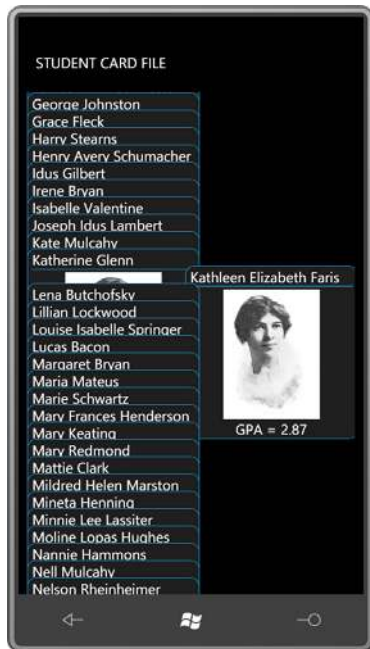 STUDENT CARD FILE
George Johnston
Grace Fleck
Harry Stearns
Henry Avery Schumacher
Idus Gilbert
Irene Bryan
Isabelle Valentine
Joseph Idus Lambert
Kate Mulcahy
Katherine Glenn
Kathleen Elizabeth Faris
GPA = 2.87
Lena Butchofsky
Lillian Lockwood
Louise Isabelle Springer
Lucas Bacon
Margaret Bryan
Maria Mateus
Marie Schwartz
Mary Frances Henderson
Mary Keating
Mary Redmond
Mattie Clark
Mildred Helen Marston
Mineta Henning
Minnie Lee Lassiter
Moline Lopas Hughes
Nannie Hammons
Nell Mulcahy
Nelson Rheinheimer